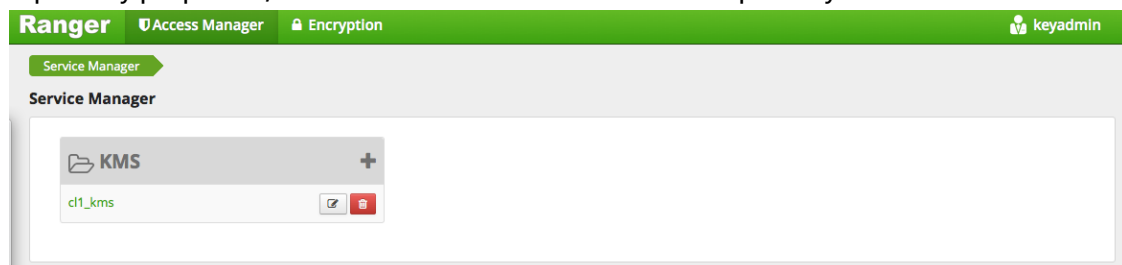 Ranger Access Manager Encryption keyadmin
Service Manager
Service Manager
KMS
cl1_kms